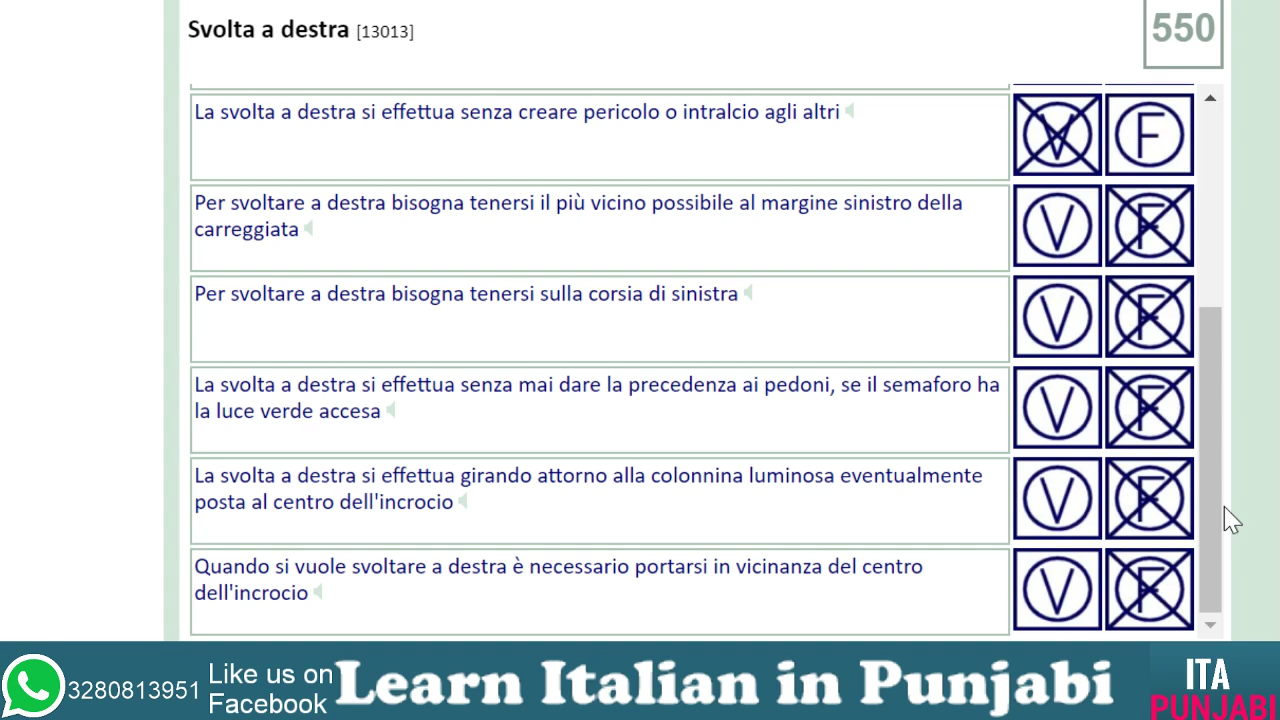 Svolta a destra [13013]
550
La svolta a destra si effettua senza creare pericolo o intralcio agli altri
V F
Per svoltare a destra bisogna tenersi il più vicino possibile al margine sinistro della
carreggiata
V F
Per svoltare a destra bisogna tenersi sulla corsia di sinistra
V F
La svolta a destra si effettua senza mai dare la precedenza ai pedoni, se il semaforo ha
la luce verde accesa
V F
La svolta a destra si effettua girando attorno alla colonnina luminosa eventualmente
posta al centro dell'incrocio
V F
Quando si vuole svoltare a destra è necessario portarsi in vicinanza del centro
dell'incrocio
V F
3280813951
Like us on
Facebook
Learn Italian in Punjabi
ITA
PUNJABI